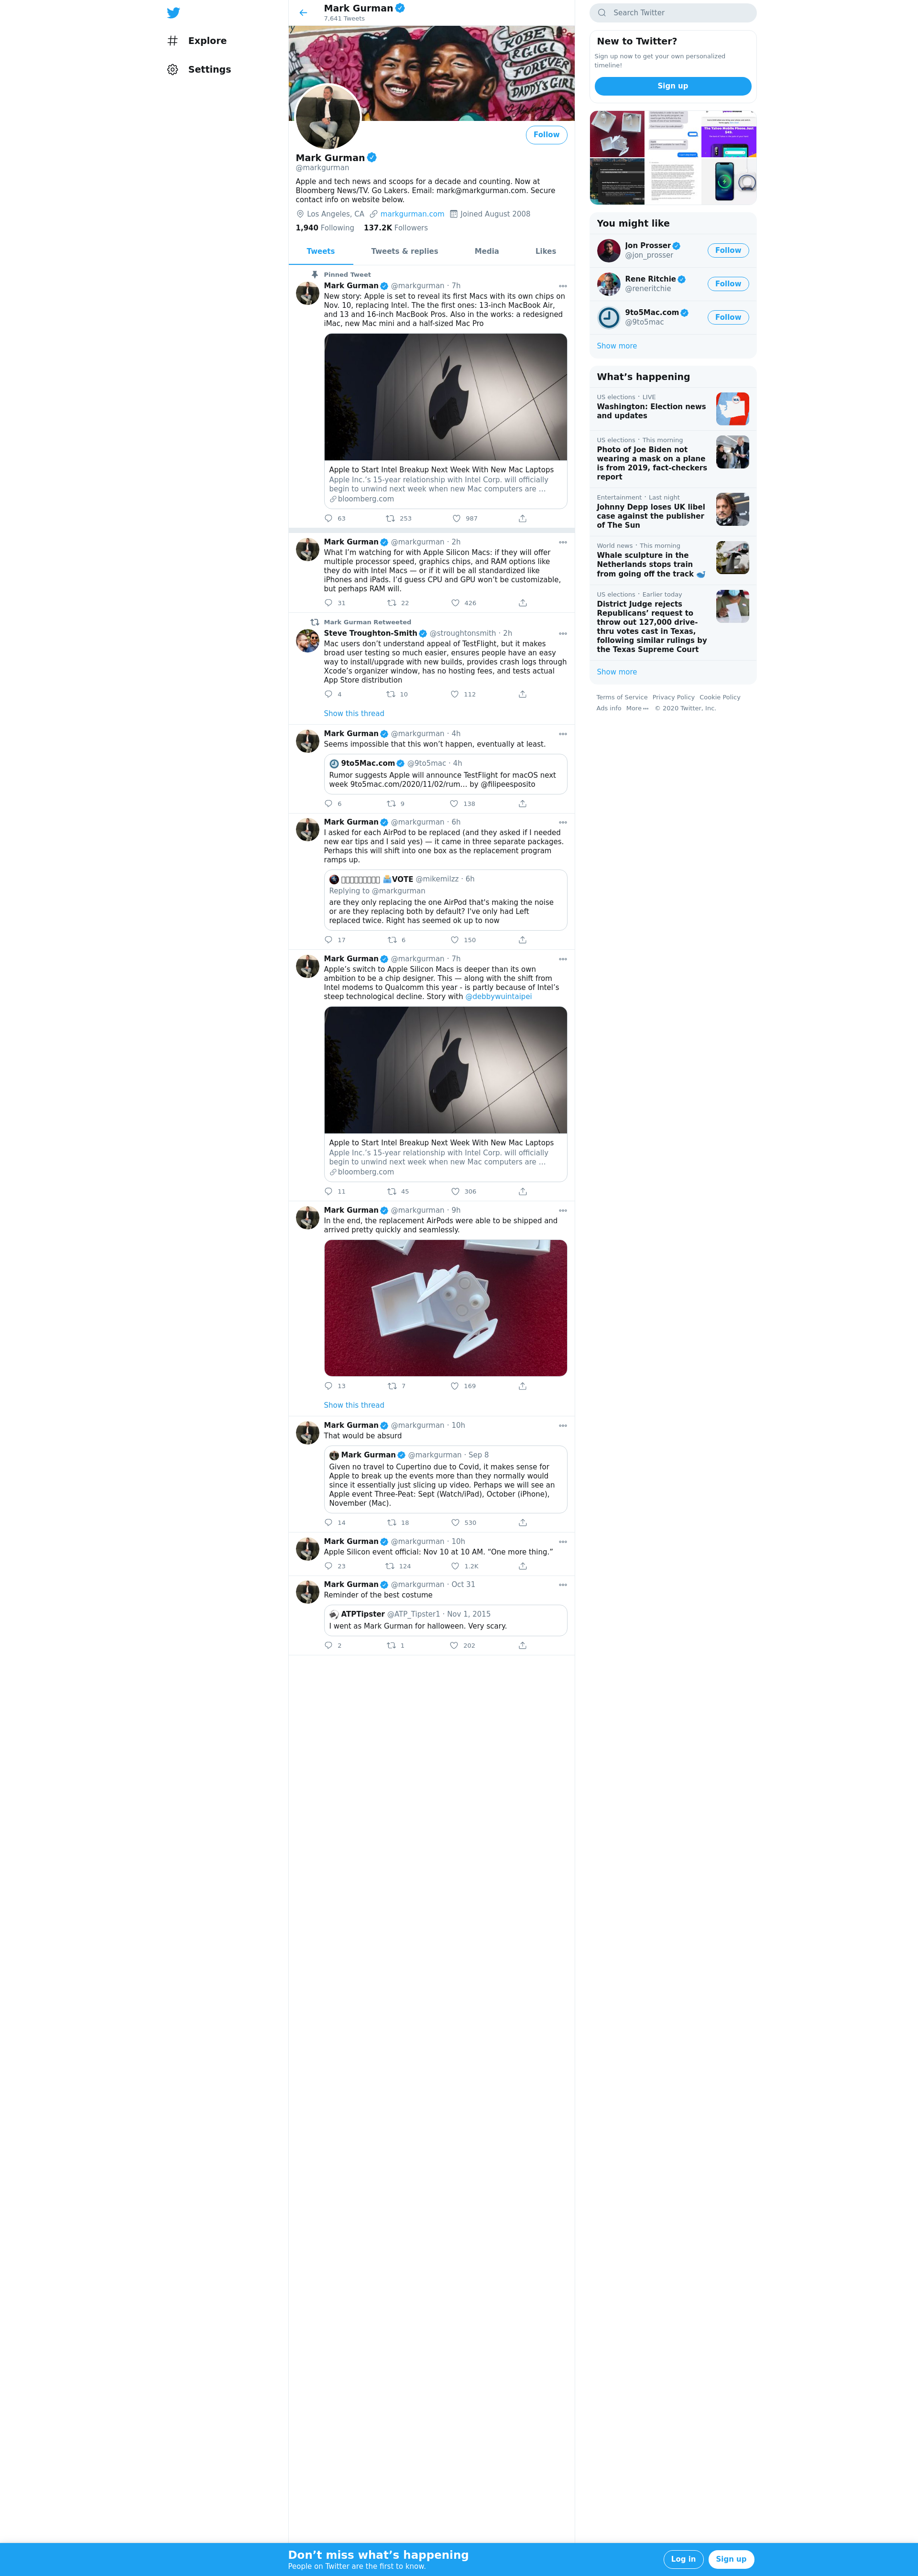 Explore
Settings
Mark Gurman
7,641 Tweets
KOBE
& GIGI
FOREVER
DADDY'S GIRL
Follow
Mark Gurman
@markgurman
Apple and tech news and scoops for a decade and counting. Now at
Bloomberg News/TV. Go Lakers. Email: mark@markgurman.com. Secure
contact info on website below.
Los Angeles, CA markgurman.com Joined August 2008
1,940 Following 137.2K Followers
Tweets Tweets & replies Media Likes
Pinned Tweet
Mark Gurman @markgurman · 7h
New story: Apple is set to reveal its first Macs with its own chips on
Nov. 10, replacing Intel. The the first ones: 13-inch MacBook Air,
and 13 and 16-inch MacBook Pros. Also in the works: a redesigned
iMac, new Mac mini and a half-sized Mac Pro
Apple to Start Intel Breakup Next Week With New Mac Laptops
Apple Inc.'s 15-year relationship with Intel Corp. will officially
begin to unwind next week when new Mac computers are ...
bloomberg.com
63 253 987
Mark Gurman @markgurman · 2h
What I'm watching for with Apple Silicon Macs: if they will offer
multiple processor speed, graphics chips, and RAM options like
they do with Intel Macs — or if it will be all standardized like
iPhones and iPads. I'd guess CPU and GPU won't be customizable,
but perhaps RAM will.
31 22 426
Mark Gurman Retweeted
Steve Troughton-Smith @stroughtonsmith · 2h
Mac users don't understand appeal of TestFlight, but it makes
broad user testing so much easier, ensures people have an easy
way to install/upgrade with new builds, provides crash logs through
Xcode's organizer window, has no hosting fees, and tests actual
App Store distribution
4 10 112
Show this thread
Mark Gurman @markgurman · 4h
Seems impossible that this won't happen, eventually at least.
9to5Mac.com @9to5mac · 4h
Rumor suggests Apple will announce TestFlight for macOS next
week 9to5mac.com/2020/11/02/rum... by @filipeesposito
6 9 138
Mark Gurman @markgurman · 6h
I asked for each AirPod to be replaced (and they asked if I needed
new ear tips and I said yes) — it came in three separate packages.
Perhaps this will shift into one box as the replacement program
ramps up.
VOTE @mikemilzz · 6h
Replying to @markgurman
are they only replacing the one AirPod that's making the noise
or are they replacing both by default? I've only had Left
replaced twice. Right has seemed ok up to now
17 6 150
Mark Gurman @markgurman · 7h
Apple's switch to Apple Silicon Macs is deeper than its own
ambition to be a chip designer. This — along with the shift from
Intel modems to Qualcomm this year - is partly because of Intel's
steep technological decline. Story with @debbywuintaipei
Apple to Start Intel Breakup Next Week With New Mac Laptops
Apple Inc.'s 15-year relationship with Intel Corp. will officially
begin to unwind next week when new Mac computers are ...
bloomberg.com
11 45 306
Mark Gurman @markgurman · 9h
In the end, the replacement AirPods were able to be shipped and
arrived pretty quickly and seamlessly.
13 7 169
Show this thread
Mark Gurman @markgurman · 10h
That would be absurd
Mark Gurman @markgurman · Sep 8
Given no travel to Cupertino due to Covid, it makes sense for
Apple to break up the events more than they normally would
since it essentially just slicing up video. Perhaps we will see an
Apple event Three-Peat: Sept (Watch/iPad), October (iPhone),
November (Mac).
14 18 530
Mark Gurman @markgurman · 10h
Apple Silicon event official: Nov 10 at 10 AM. "One more thing."
23 124 1.2K
Mark Gurman @markgurman · Oct 31
Reminder of the best costume
ATPTipster @ATP_Tipster1 · Nov 1, 2015
I went as Mark Gurman for halloween. Very scary.
2 1 202
Search Twitter
New to Twitter?
Sign up now to get your own personalized
timeline!
Sign up
You might like
Jon Prosser
@jon_prosser
Follow
Rene Ritchie
@reneritchie
Follow
9to5Mac.com
@9to5mac
Follow
Show more
What's happening
US elections · LIVE
Washington: Election news
and updates
US elections · This morning
Photo of Joe Biden not
wearing a mask on a plane
is from 2019, fact-checkers
report
Entertainment · Last night
Johnny Depp loses UK libel
case against the publisher
of The Sun
World news · This morning
Whale sculpture in the
Netherlands stops train
from going off the track
US elections · Earlier today
District Judge rejects
Republicans' request to
throw out 127,000 drive-
thru votes cast in Texas,
following similar rulings by
the Texas Supreme Court
Show more
Terms of Service Privacy Policy Cookie Policy
Ads info More © 2020 Twitter, Inc.
Don't miss what's happening
People on Twitter are the first to know.
Log in Sign up